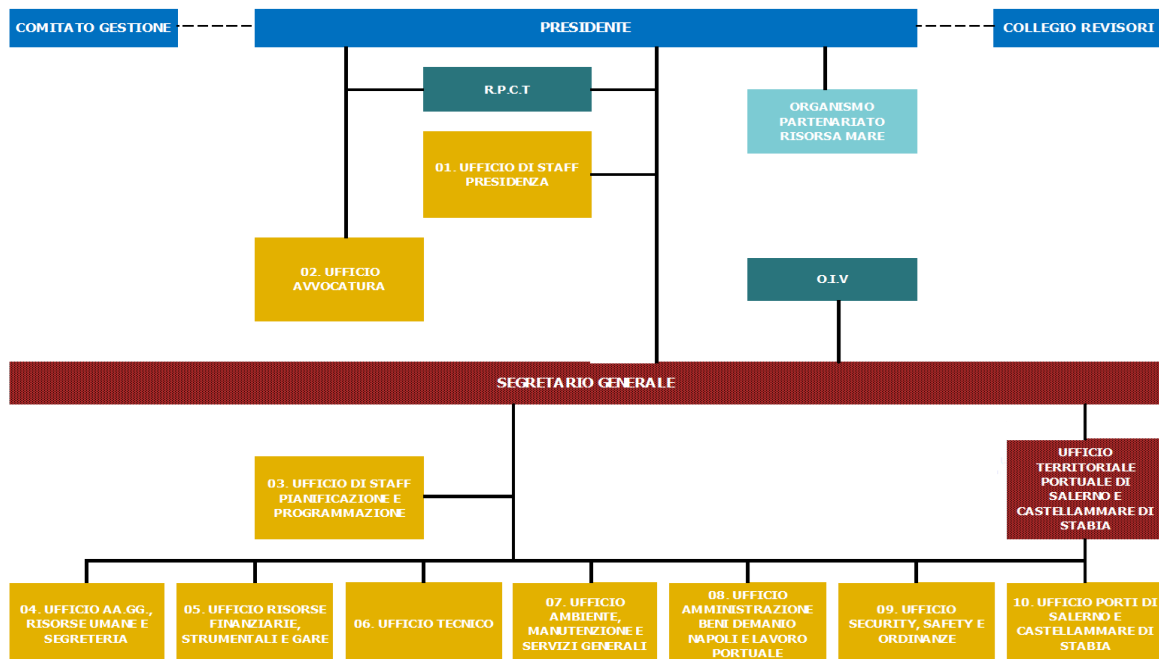 COMITATO GESTIONE
PRESIDENTE
COLLEGIO REVISORI
R.P.C.T
ORGANISMO
PARTENARIATO
RISORSA MARE
01. UFFICIO DI STAFF
PRESIDENZA
02. UFFICIO
AVVOCATURA
O.I.V
SEGRETARIO GENERALE
03. UFFICIO DI STAFF
PIANIFICAZIONE E
PROGRAMMAZIONE
UFFICIO
TERRITORIALE
PORTUALE DI
SALERNO E
CASTELLAMMARE DI
STABIA
04. UFFICIO AA.GG.,
RISORSE UMANE E
SEGRETERIA
05. UFFICIO RISORSE
FINANZIARIE,
STRUMENTALI E GARE
06. UFFICIO TECNICO
07. UFFICIO
AMBIENTE,
MANUTENZIONE E
SERVIZI GENERALI
08. UFFICIO
AMMINISTRAZIONE
BENI DEMANIO
NAPOLI E LAVORO
PORTUALE
09. UFFICIO
SECURITY, SAFETY E
ORDINANZE
10. UFFICIO PORTI DI
SALERNO E
CASTELLAMMARE DI
STABIA